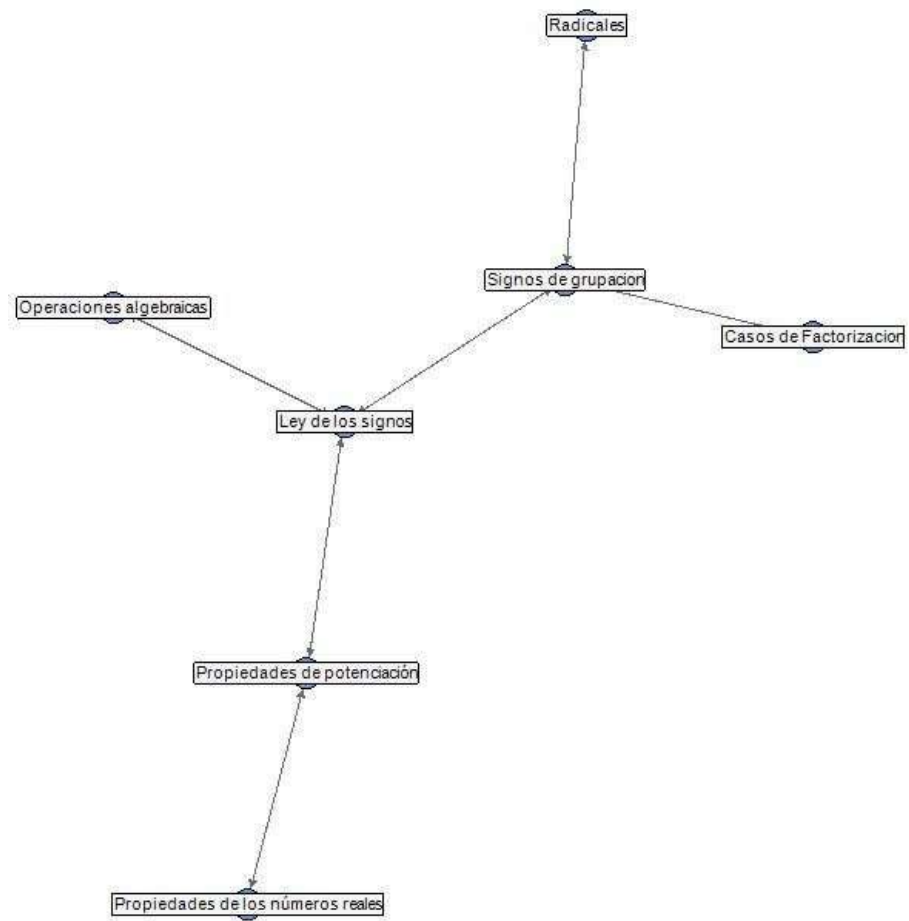 Radicales
Signos de grupacion
Operaciones algebraicas
Casos de Factorizacion
Ley de los signos
Propiedades de potenciación
Propiedades de los números reales